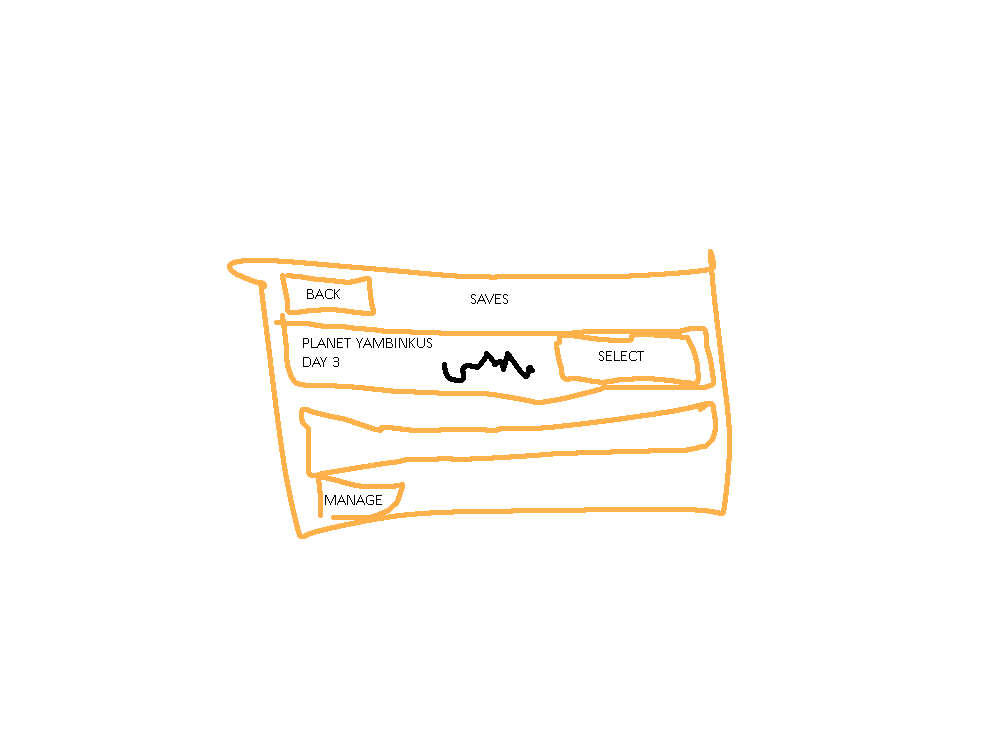 BACK
SAVES
PLANET YAMBINKUS
DAY 3
SELECT
MANAGE